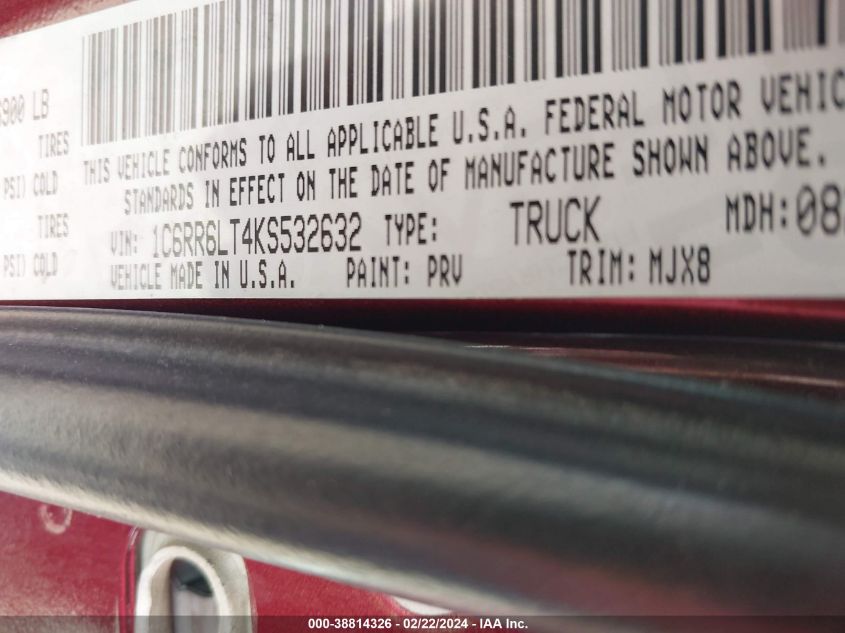 900 LB
TIRES
PSI) COLD
TIRES
PSI) COLD
THIS VEHICLE CONFORMS TO ALL APPLICABLE U.S.A. FEDERAL MOTOR VEHIC
STANDARDS IN EFFECT ON THE DATE OF MANUFACTURE SHOWN ABOVE.
VIN: 1C6RR6LT4KS532632 TYPE: TRUCK MDH:08
VEHICLE MADE IN U.S.A. PAINT: PRV TRIM: MJX8
000-38814326 - 02/22/2024 - IAA Inc.